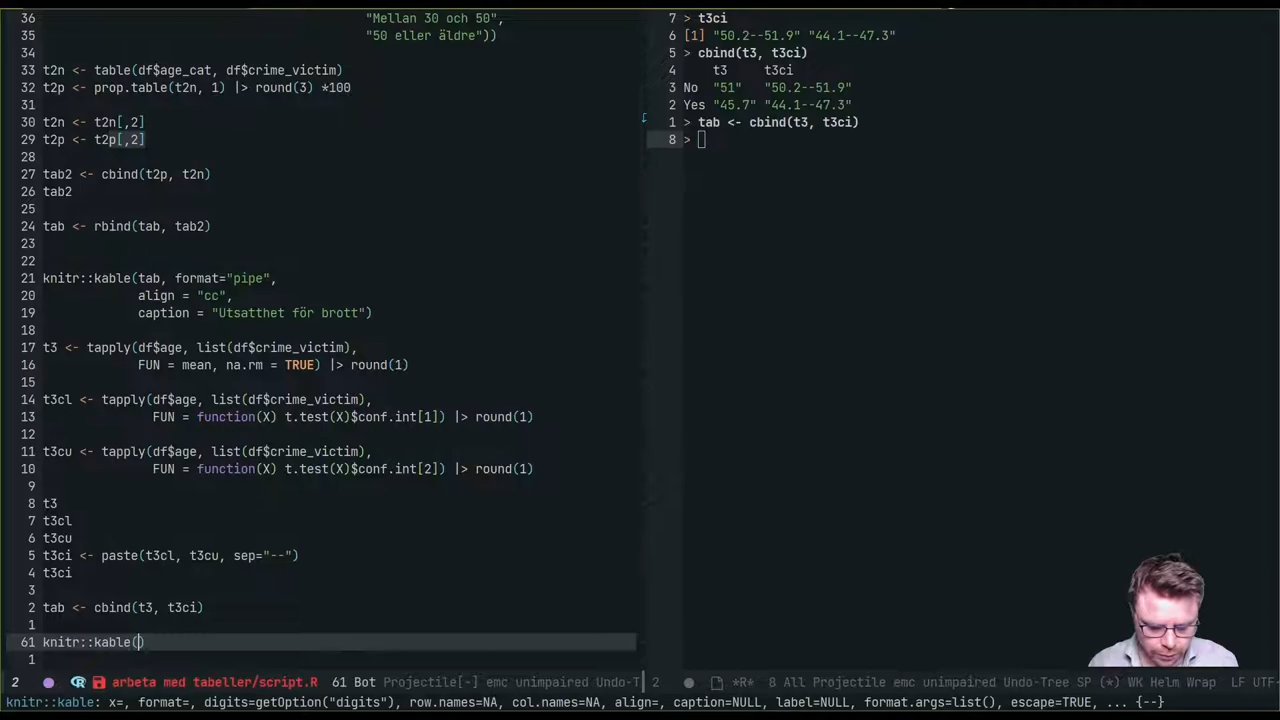 36 "Mellan 30 och 50",
35 "50 eller äldre"))
34
33 t2n <- table(df$age_cat, df$crime_victim)
32 t2p <- prop.table(t2n, 1) |> round(3) *100
31
30 t2n <- t2n[,2]
29 t2p <- t2p[,2]
28
27 tab2 <- cbind(t2p, t2n)
26 tab2
25
24 tab <- rbind(tab, tab2)
23
22
21 knitr::kable(tab, format="pipe",
20 align = "cc",
19 caption = "Utsatthet för brott")
18
17 t3 <- tapply(df$age, list(df$crime_victim),
16 FUN = mean, na.rm = TRUE) |> round(1)
15
14 t3cl <- tapply(df$age, list(df$crime_victim),
13 FUN = function(X) t.test(X)$conf.int[1]) |> round(1)
12
11 t3cu <- tapply(df$age, list(df$crime_victim),
10 FUN = function(X) t.test(X)$conf.int[2]) |> round(1)
9
8 t3
7 t3cl
6 t3cu
5 t3ci <- paste(t3cl, t3cu, sep="--")
4 t3ci
3
2 tab <- cbind(t3, t3ci)
1
61 knitr::kable()
1
2 arbeta med tabeller/script.R 61 Bot Projectile[-] emc unimpaired Undo-T
7 > t3ci
6 [1] "50.2--51.9" "44.1--47.3"
5 > cbind(t3, t3ci)
4 t3 t3ci
3 No "51" "50.2--51.9"
2 Yes "45.7" "44.1--47.3"
1 > tab <- cbind(t3, t3ci)
8 >
2 *R* 8 All Projectile emc unimpaired Undo-Tree SP (*) WK Helm Wrap LF UTF-
knitr::kable: x=, format=, digits=getOption("digits"), row.names=NA, col.names=NA, align=, caption=NULL, label=NULL, format.args=list(), escape=TRUE, ... {--}